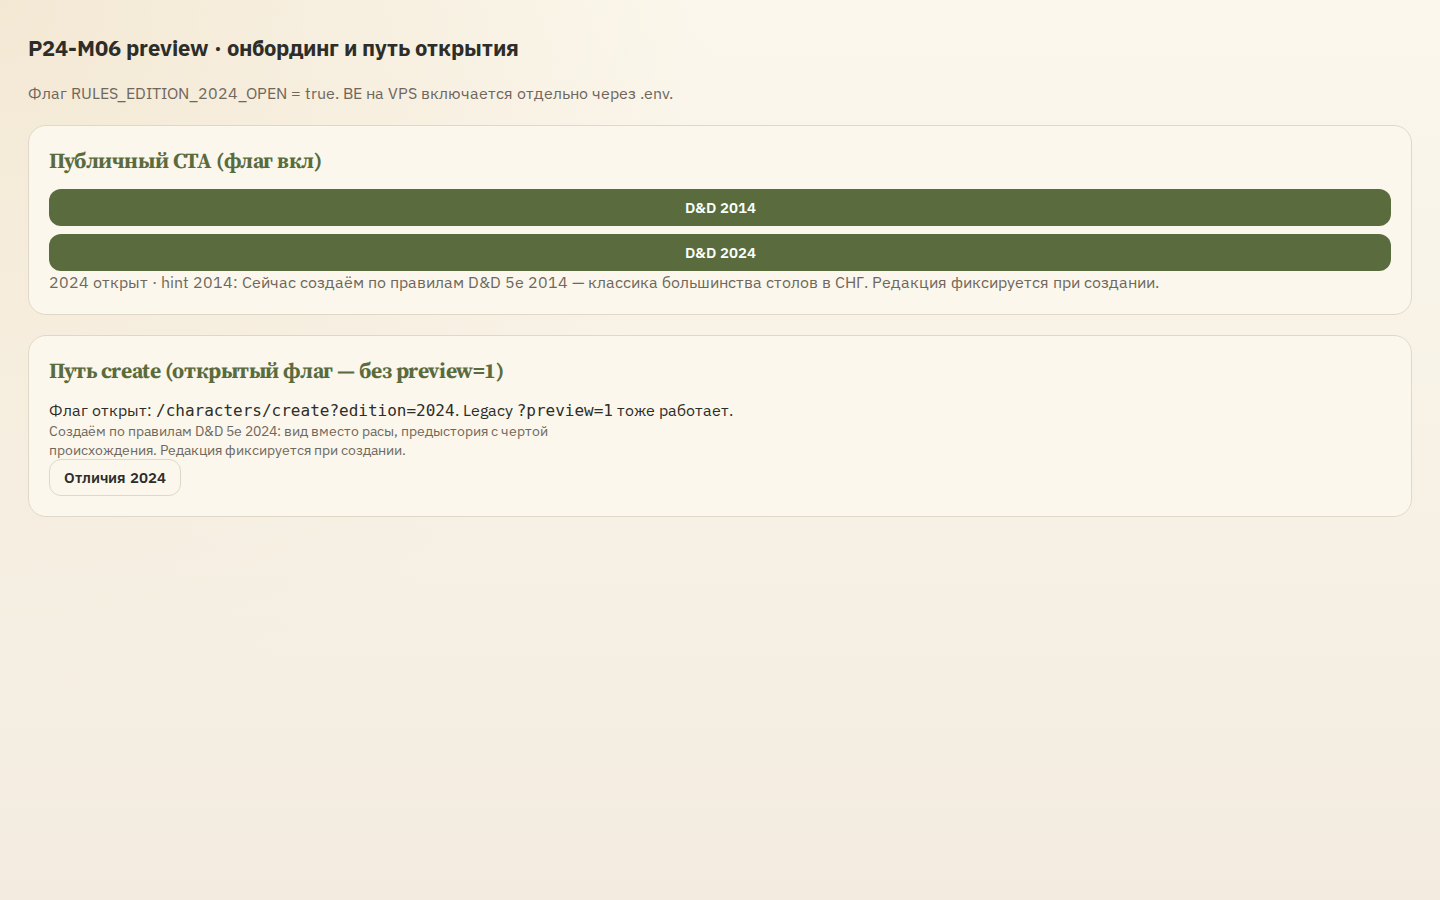 P24-M06 preview · онбординг и путь открытия
Флаг RULES_EDITION_2024_OPEN = true. BE на VPS включается отдельно через .env.
Публичный CTA (флаг вкл)
D&D 2014
D&D 2024
2024 открыт · hint 2014: Сейчас создаём по правилам D&D 5e 2014 — классика большинства столов в СНГ. Редакция фиксируется при создании.
Путь create (открытый флаг — без preview=1)
Флаг открыт: /characters/create?edition=2024. Legacy ?preview=1 тоже работает.
Создаём по правилам D&D 5e 2024: вид вместо расы, предыстория с чертой
происхождения. Редакция фиксируется при создании.
Отличия 2024